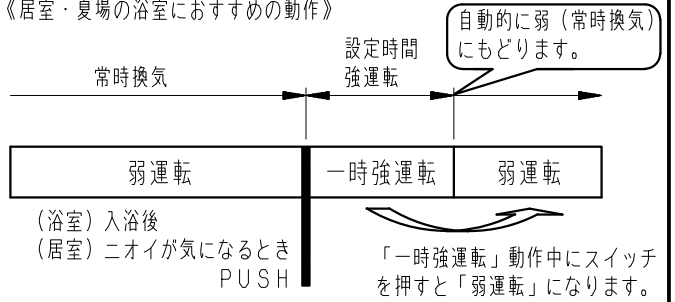 《居室・夏場の浴室におすすめの動作》
自動的に弱（常時換気）
にもどります。
設定時間
強運転
常時換気
弱運転
一時強運転
弱運転
（浴室）入浴後
（居室）ニオイが気になるとき
ＰＵＳＨ
「一時強運転」動作中にスイッチ
を押すと「弱運転」になります。